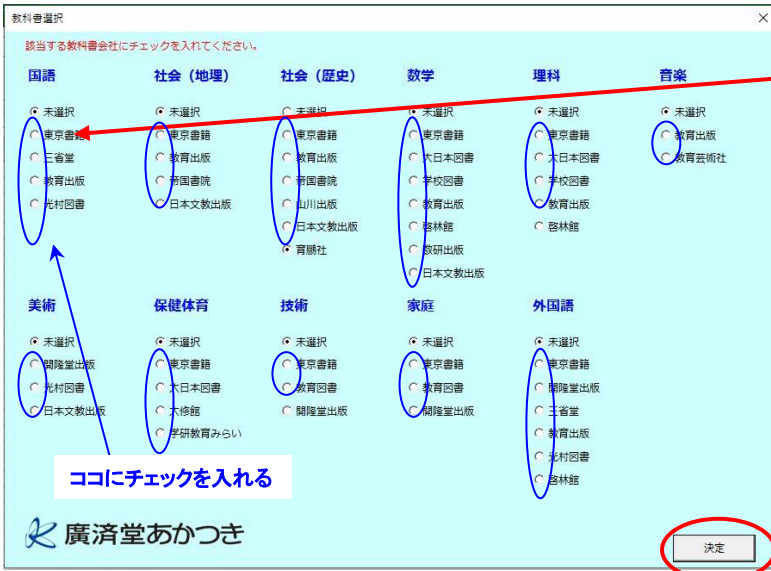 教科書選択
該当する教科書会社にチェックを入れてください。
国語
未選択
東京書籍
三省堂
教育出版
光村図書
社会（地理）
未選択
東京書籍
教育出版
帝国書院
日本文教出版
社会（歴史）
未選択
東京書籍
教育出版
帝国書院
山川出版
日本文教出版
育鵬社
数学
未選択
東京書籍
大日本図書
学校図書
教育出版
啓林館
数研出版
日本文教出版
理科
未選択
東京書籍
大日本図書
学校図書
教育出版
啓林館
音楽
未選択
教育出版
教育芸術社
美術
未選択
開隆堂出版
光村図書
日本文教出版
保健体育
未選択
東京書籍
大日本図書
大修館
学研教育みらい
技術
未選択
東京書籍
教育図書
開隆堂出版
家庭
未選択
東京書籍
教育図書
開隆堂出版
外国語
未選択
東京書籍
開隆堂出版
三省堂
教育出版
光村図書
啓林館
ココにチェックを入れる
廣済堂あかつき
決定